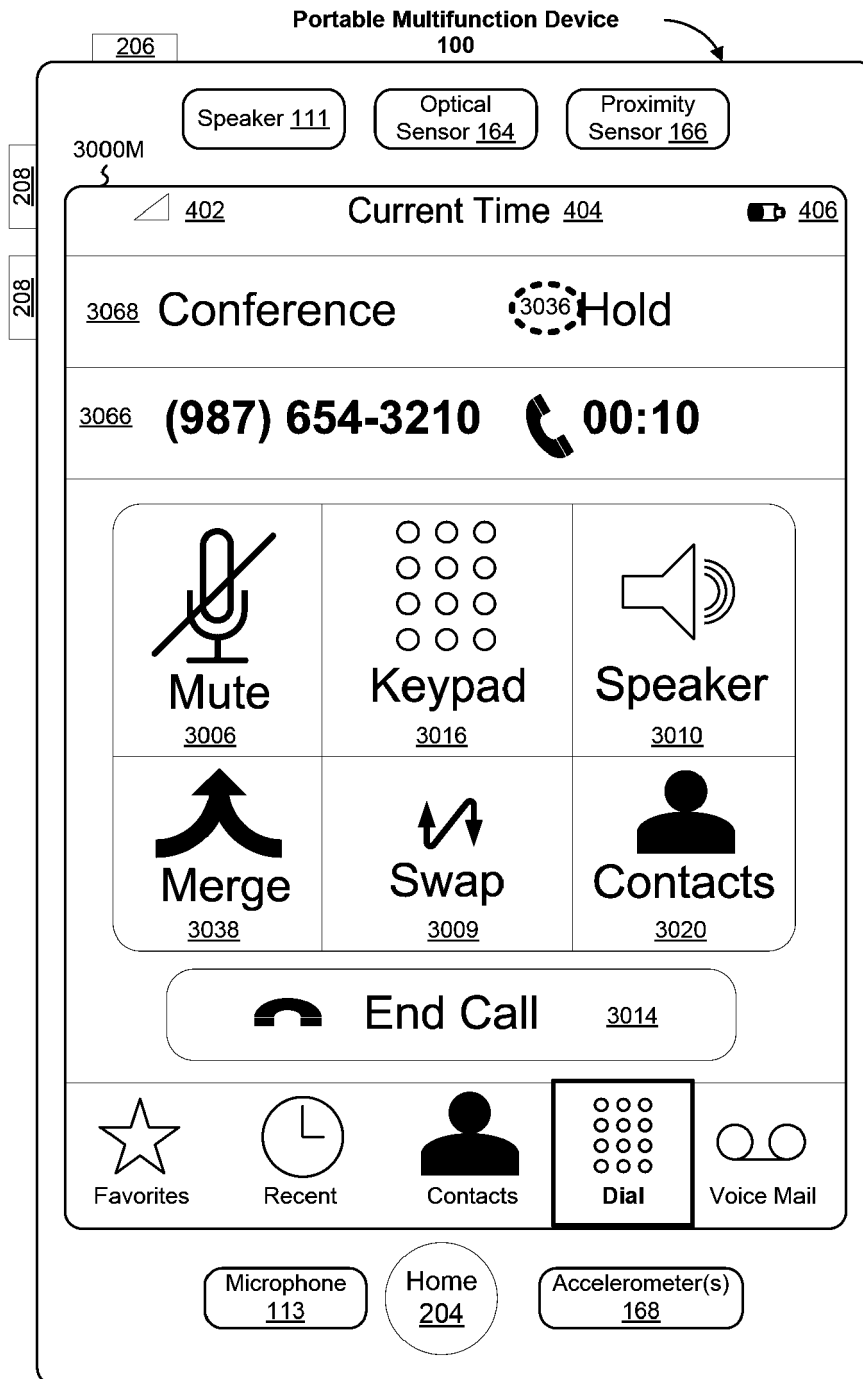 Portable Multifunction Device
100
206
Speaker 111
Optical
Sensor 164
Proximity
Sensor 166
208
208
3000M
402
Current Time 404
406
3068 Conference
3036 Hold
3066 (987) 654-3210 00:10
Mute
3006
Keypad
3016
Speaker
3010
Merge
3038
Swap
3009
Contacts
3020
End Call 3014
Favorites
Recent
Contacts
Dial
Voice Mail
Microphone
113
Home
204
Accelerometer(s)
168